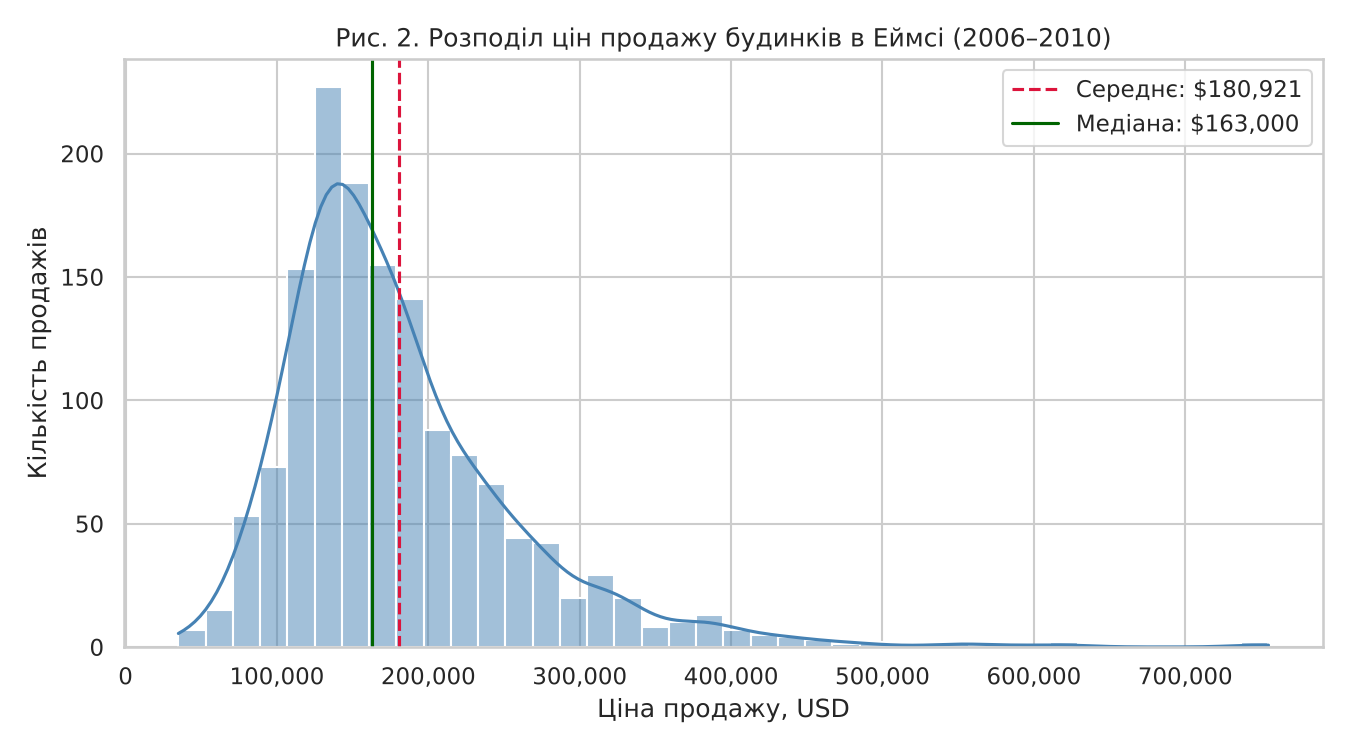 Рис. 2. Розподіл цін продажу будинків в Еймсі (2006–2010)
Середнє: $180,921
Медіана: $163,000
Кількість продажів
200
150
100
50
0
0 100,000 200,000 300,000 400,000 500,000 600,000 700,000
Ціна продажу, USD